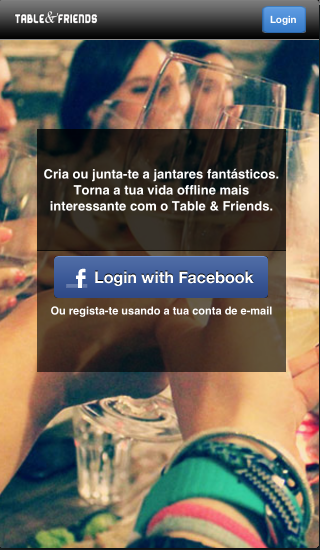 TABLE&FRIENDS
Login
Cria ou junta-te a jantares fantásticos.
Torna a tua vida offline mais
interessante com o Table & Friends.
f Login with Facebook
Ou regista-te usando a tua conta de e-mail